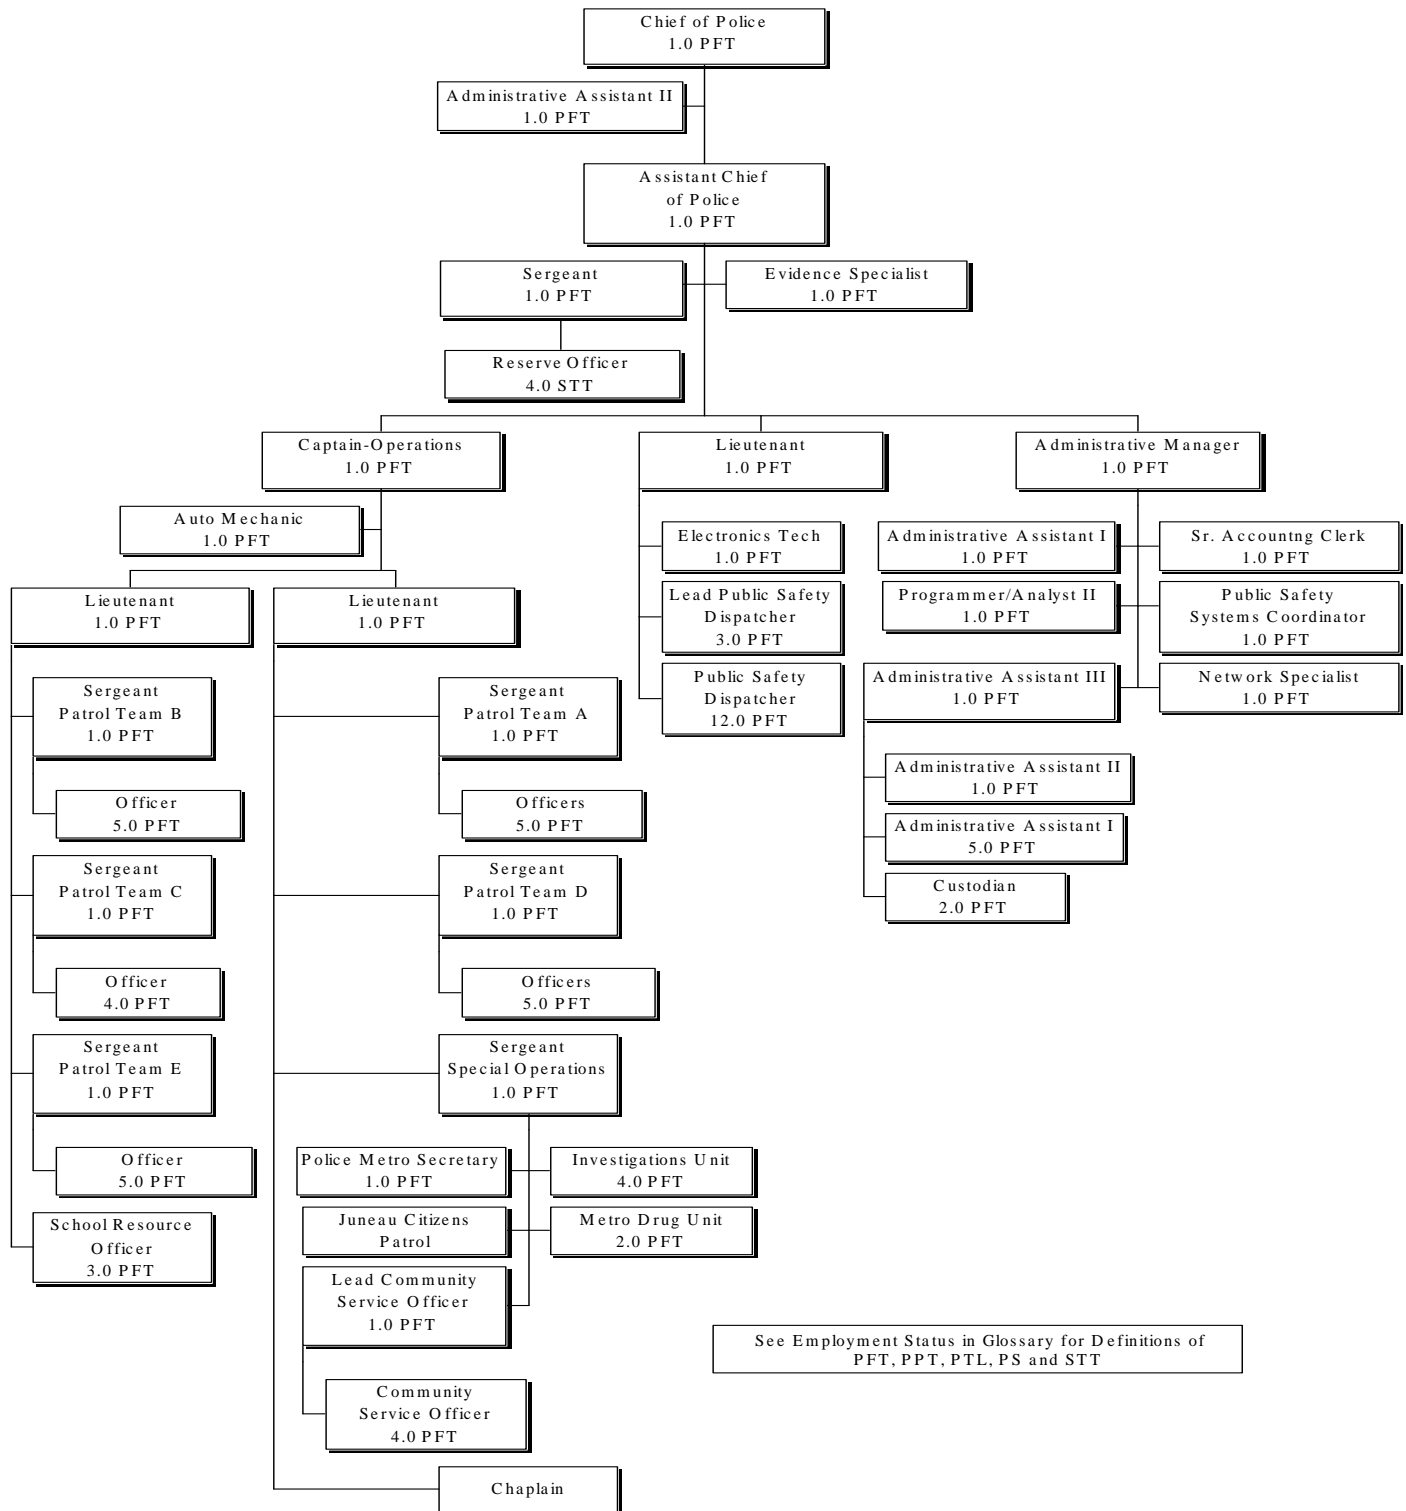 Chief of Police
1.0 PFT
Administrative Assistant II
1.0 PFT
Assistant Chief
of Police
1.0 PFT
Sergeant
1.0 PFT
Evidence Specialist
1.0 PFT
Reserve Officer
4.0 STT
Captain-Operations
1.0 PFT
Lieutenant
1.0 PFT
Administrative Manager
1.0 PFT
Auto Mechanic
1.0 PFT
Lieutenant
1.0 PFT
Lieutenant
1.0 PFT
Sergeant
Patrol Team B
1.0 PFT
Officer
5.0 PFT
Sergeant
Patrol Team C
1.0 PFT
Officer
4.0 PFT
Sergeant
Patrol Team E
1.0 PFT
Officer
5.0 PFT
School Resource
Officer
3.0 PFT
Sergeant
Patrol Team A
1.0 PFT
Officers
5.0 PFT
Sergeant
Patrol Team D
1.0 PFT
Officers
5.0 PFT
Sergeant
Special Operations
1.0 PFT
Police Metro Secretary
1.0 PFT
Investigations Unit
4.0 PFT
Juneau Citizens
Patrol
Metro Drug Unit
2.0 PFT
Lead Community
Service Officer
1.0 PFT
Community
Service Officer
4.0 PFT
Chaplain
Electronics Tech
1.0 PFT
Lead Public Safety
Dispatcher
3.0 PFT
Public Safety
Dispatcher
12.0 PFT
Administrative Assistant I
1.0 PFT
Sr. Accountng Clerk
1.0 PFT
Programmer/Analyst II
1.0 PFT
Public Safety
Systems Coordinator
1.0 PFT
Administrative Assistant III
1.0 PFT
Network Specialist
1.0 PFT
Administrative Assistant II
1.0 PFT
Administrative Assistant I
5.0 PFT
Custodian
2.0 PFT
See Employment Status in Glossary for Definitions of
PFT, PPT, PTL, PS and STT